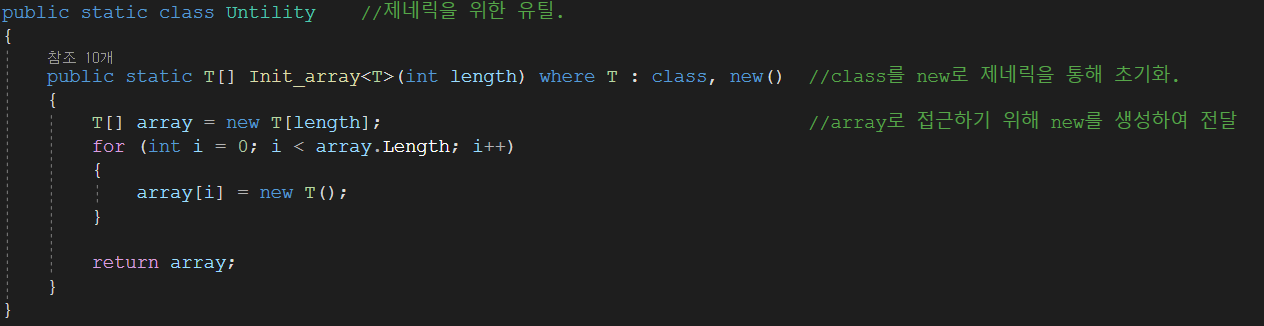 public static class Untility    //제네릭을 위한 유틸.
{
    참조 10개
    public static T[] Init_array<T>(int length) where T : class, new()  //class를 new로 제네릭을 통해 초기화.
    {
        T[] array = new T[length];                                      //array로 접근하기 위해 new를 생성하여 전달
        for (int i = 0; i < array.Length; i++)
        {
            array[i] = new T();
        }

        return array;
    }
}